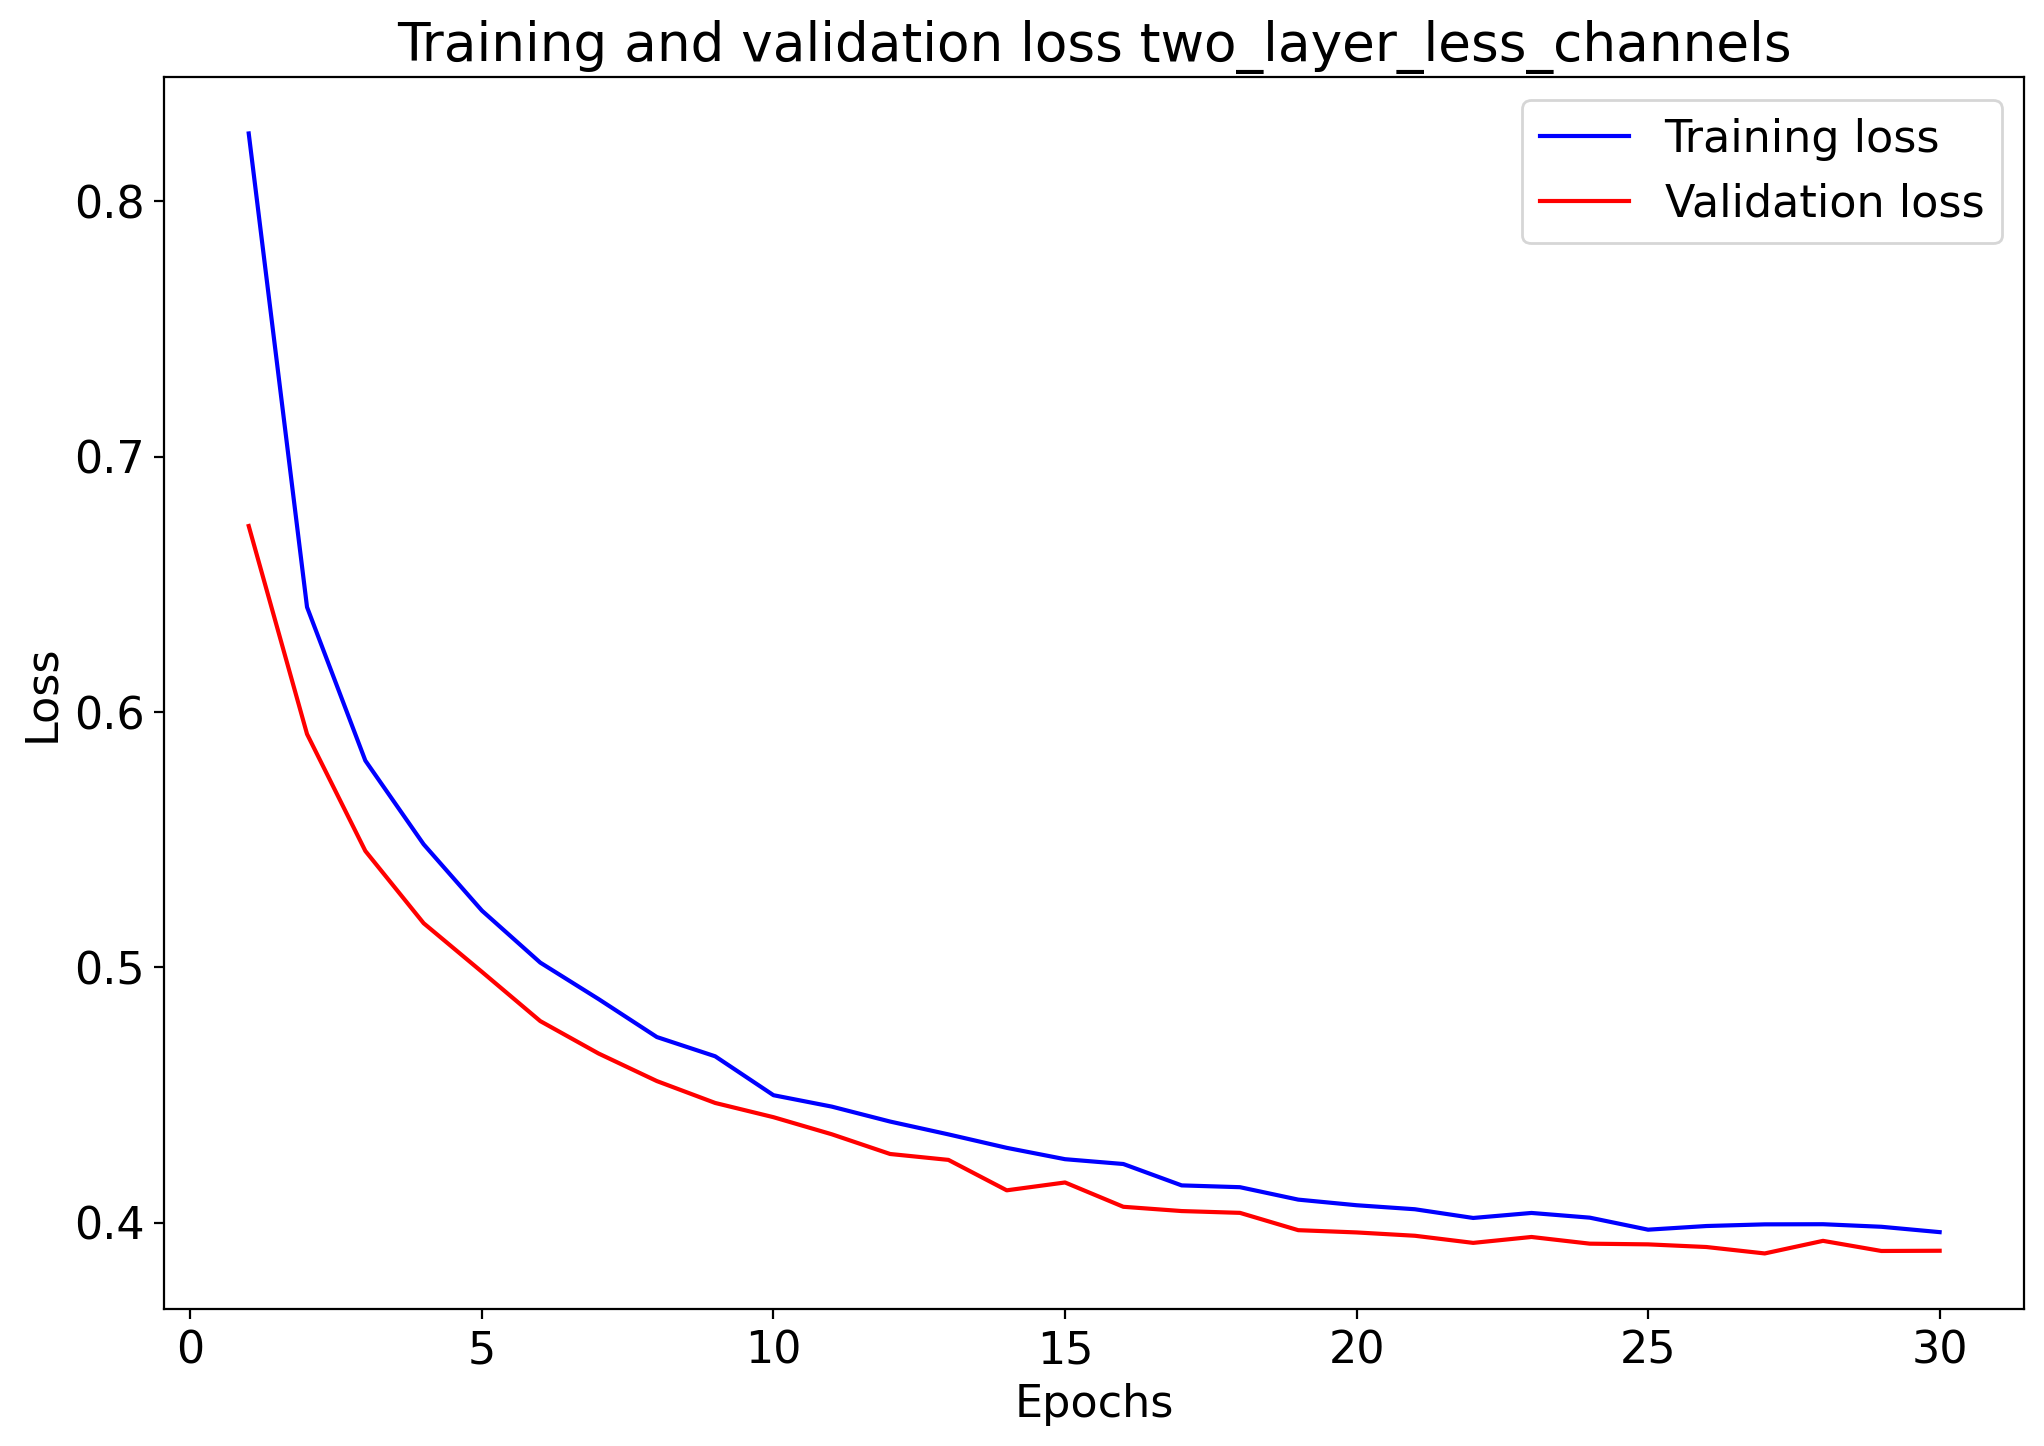 Training and validation loss two_layer_less_channels
Training loss
Validation loss
Loss
0.8
0.7
0.6
0.5
0.4
0 5 10 15 20 25 30
Epochs